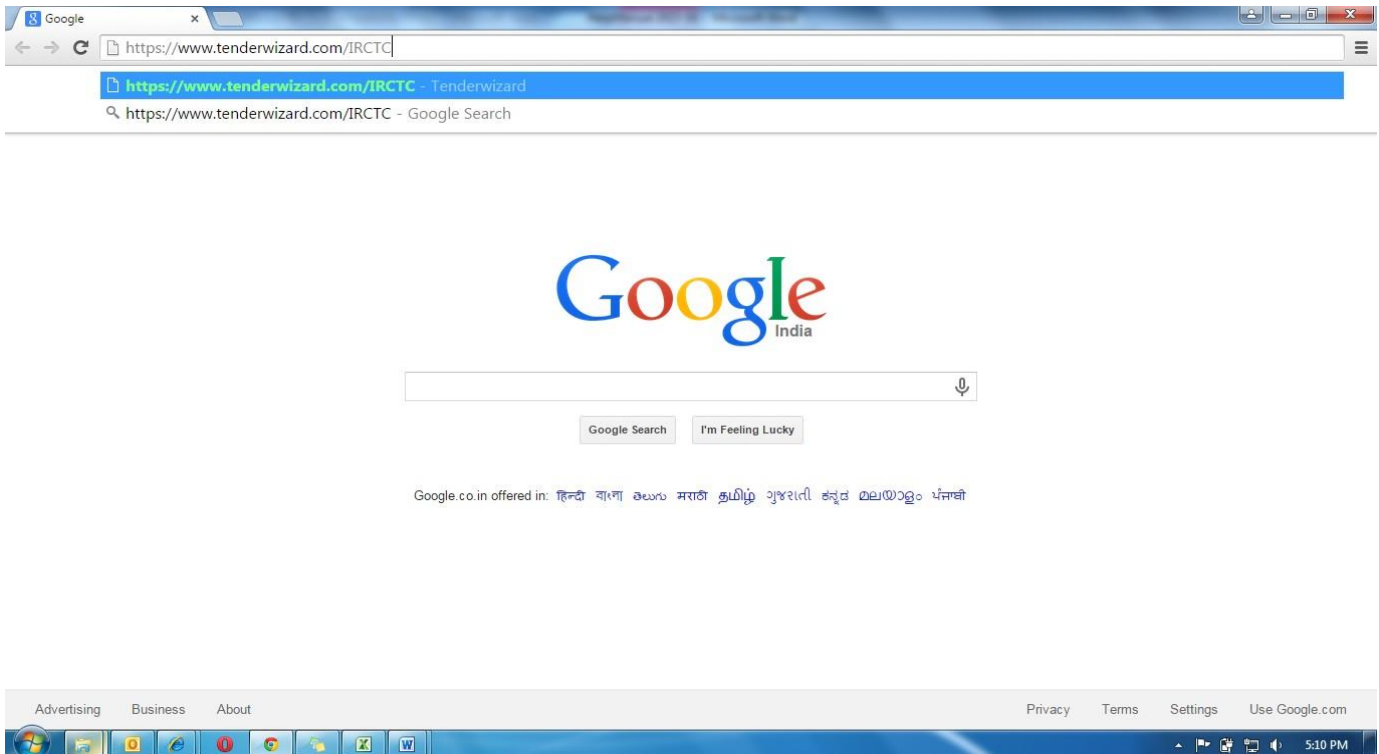 Google
https://www.tenderwizard.com/IRCTC
https://www.tenderwizard.com/IRCTC - Tenderwizard
https://www.tenderwizard.com/IRCTC - Google Search
Google
India
Google Search I'm Feeling Lucky
Google.co.in offered in: हिन्दी বাংলা తెలుగు मराठी தமிழ் ગુજરાતી ಕನ್ನಡ മലയാളം ਪੰਜਾਬੀ
Advertising Business About Privacy Terms Settings Use Google.com
5:10 PM